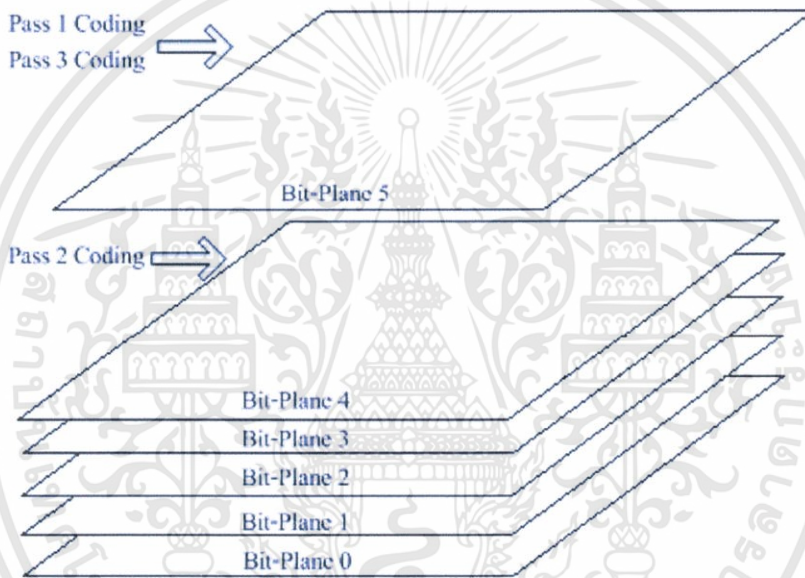 Pass 1 Coding
Pass 3 Coding
Bit-Plane 5
Pass 2 Coding
Bit-Plane 4
Bit-Plane 3
Bit-Plane 2
Bit-Plane 1
Bit-Plane 0